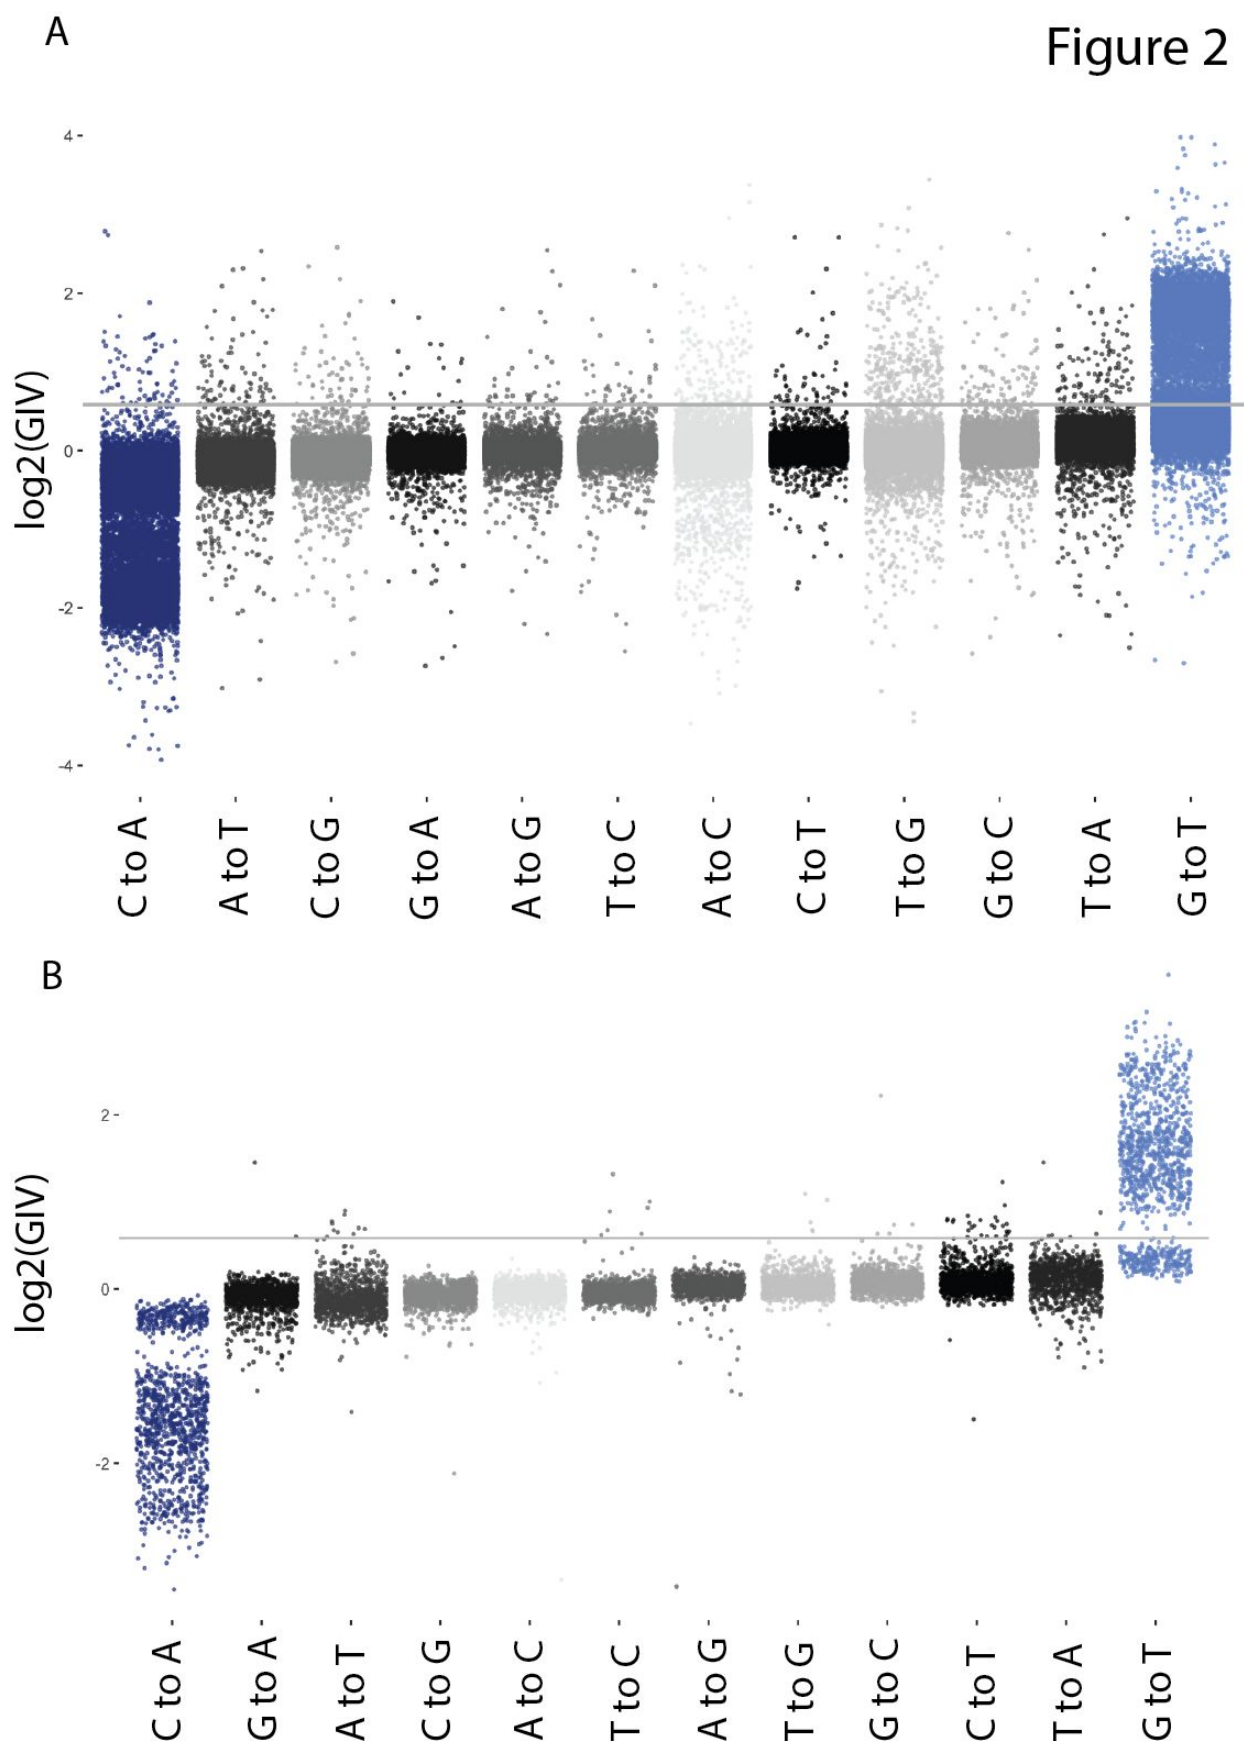 A
Figure 2
4
2
0
-2
-4
log2(GIV)
C to A
A to T
C to G
G to A
A to G
T to C
A to C
C to T
T to G
G to C
T to A
G to T
B
2
0
-2
log2(GIV)
C to A
G to A
A to T
C to G
A to C
T to C
A to G
T to G
G to C
C to T
T to A
G to T